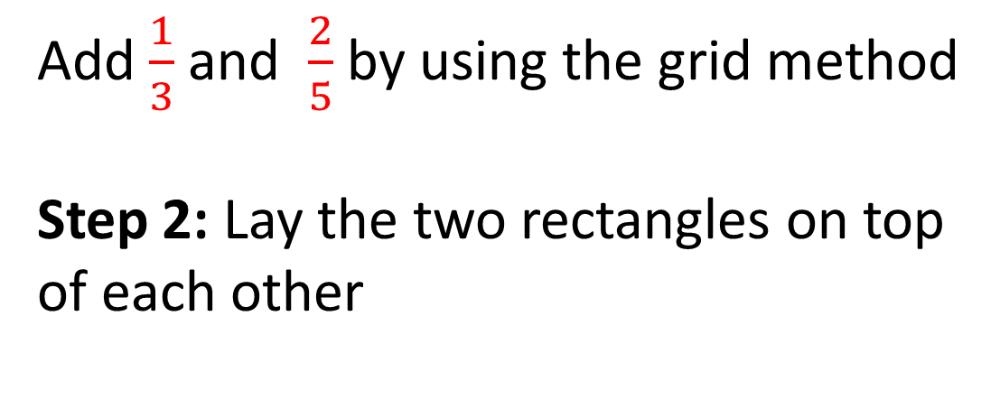 Add 1/3 and 2/5 by using the grid method
Step 2: Lay the two rectangles on top
of each other